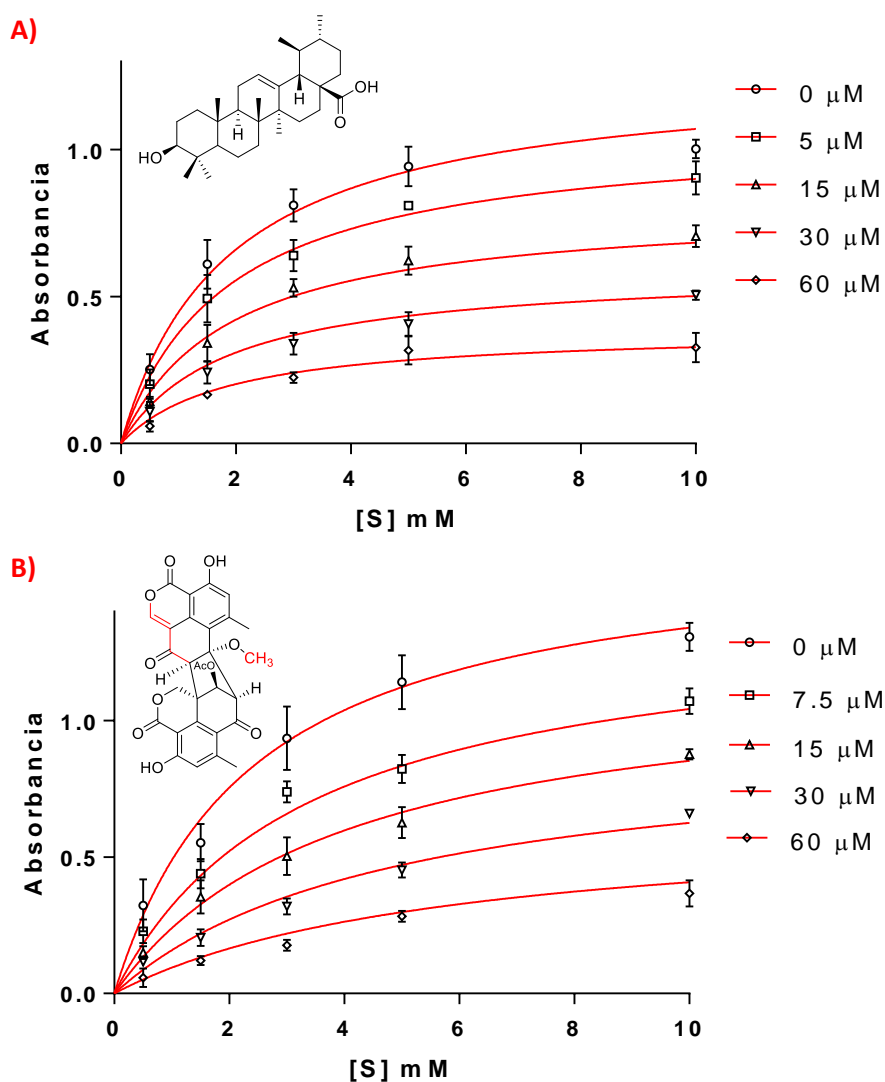 A)
HO
H
H
OH
O
Absorbancia
1.0
0.5
0.0
0 2 4 6 8 10
[S] mM
0 μM
5 μM
15 μM
30 μM
60 μM
B)
O
OH
O
O
O
CH3
AcO
H
H
O
O
O
OH
Absorbancia
1.0
0.5
0.0
0 2 4 6 8 10
[S] mM
0 μM
7.5 μM
15 μM
30 μM
60 μM